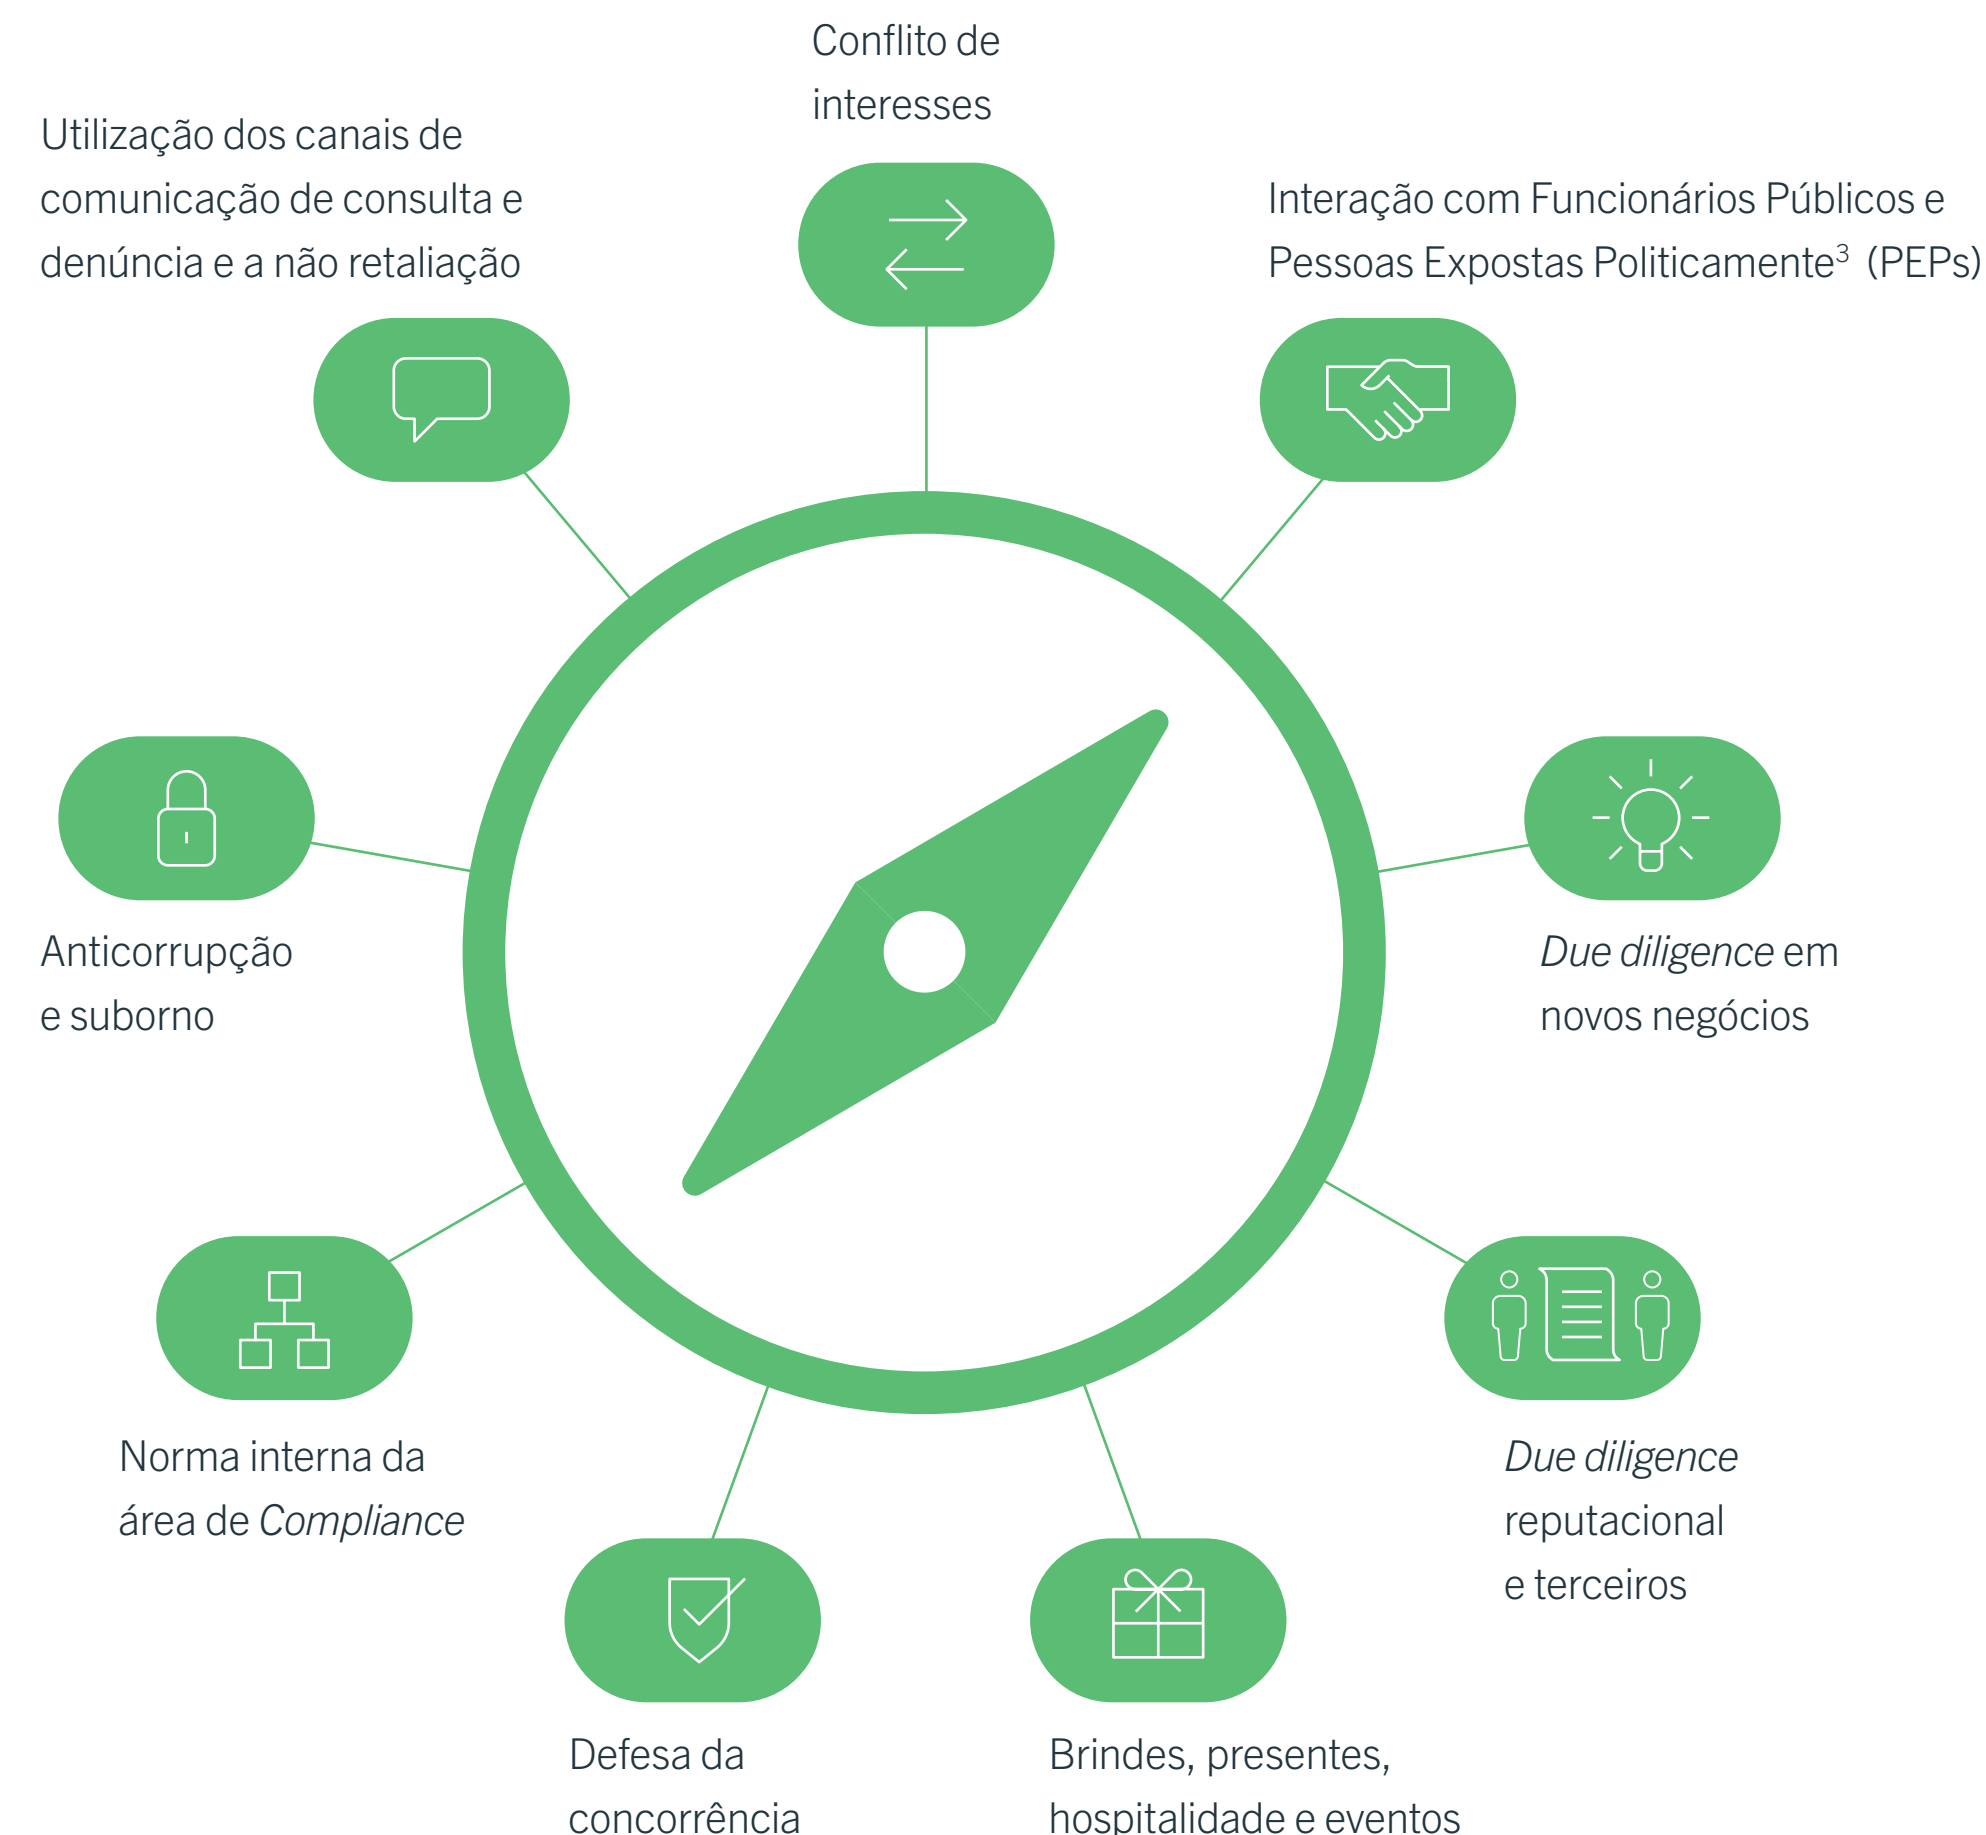 Conflito de
interesses
Utilização dos canais de
comunicação de consulta e
denúncia e a não retaliação
Interação com Funcionários Públicos e
Pessoas Expostas Politicamente³ (PEPs)
Anticorrupção
e suborno
Due diligence em
novos negócios
Norma interna da
área de Compliance
Due diligence
reputacional
e terceiros
Defesa da
concorrência
Brindes, presentes,
hospitalidade e eventos